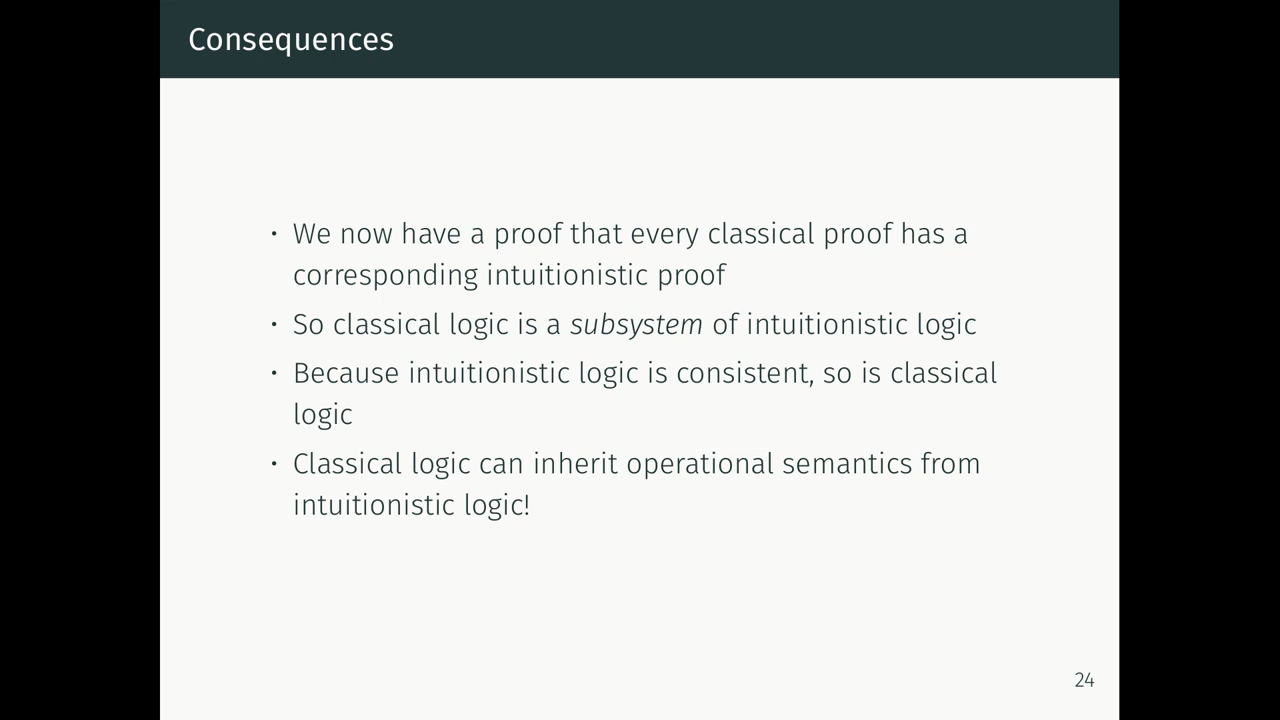 Consequences
• We now have a proof that every classical proof has a
corresponding intuitionistic proof
• So classical logic is a subsystem of intuitionistic logic
• Because intuitionistic logic is consistent, so is classical
logic
• Classical logic can inherit operational semantics from
intuitionistic logic!
24